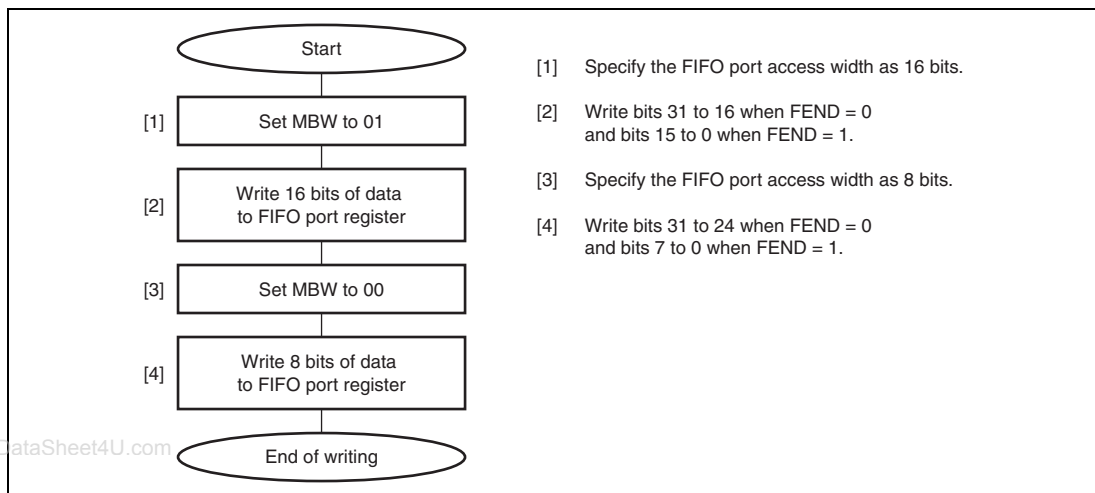 Start
[1] Set MBW to 01
[2] Write 16 bits of data
to FIFO port register
[3] Set MBW to 00
[4] Write 8 bits of data
to FIFO port register
End of writing
[1] Specify the FIFO port access width as 16 bits.
[2] Write bits 31 to 16 when FEND = 0
and bits 15 to 0 when FEND = 1.
[3] Specify the FIFO port access width as 8 bits.
[4] Write bits 31 to 24 when FEND = 0
and bits 7 to 0 when FEND = 1.
DataSheet4U.com